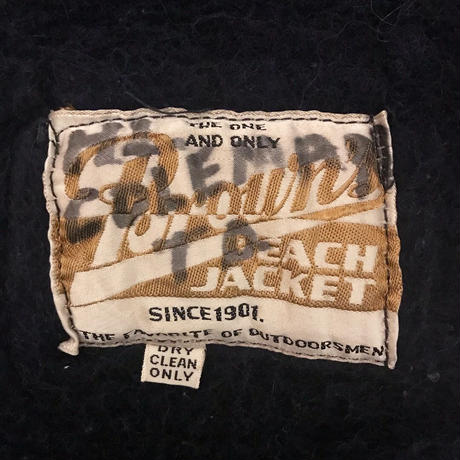 THE ONE
AND ONLY
Brown's
BEACH
JACKET
SINCE 1901.
THE FAVORITE OF OUTDOORSMEN
DRY
CLEAN
ONLY